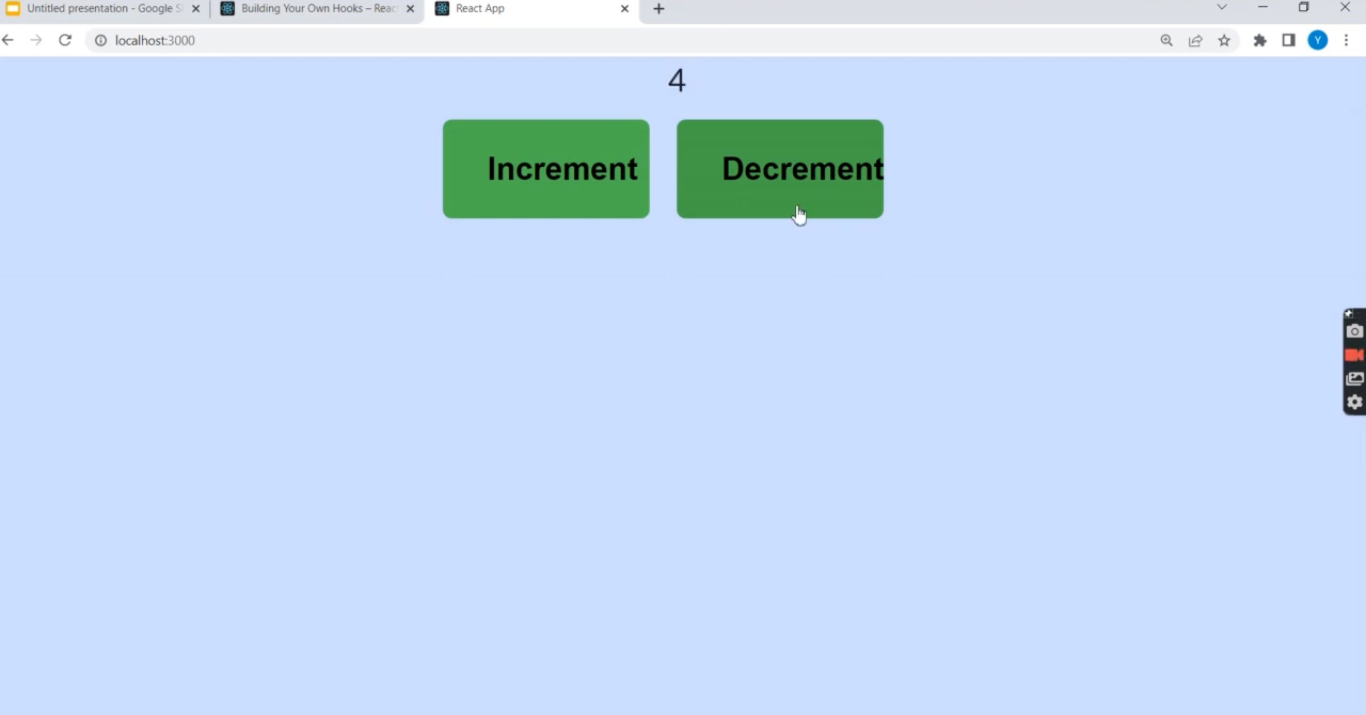 Untitled presentation - Google S
Building Your Own Hooks – Reac
React App
localhost:3000
Y
4
Increment
Decrement